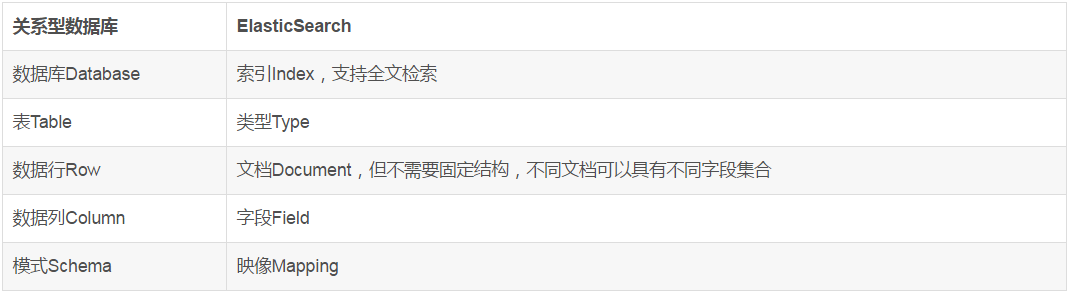 关系型数据库 ElasticSearch
数据库Database 索引Index，支持全文检索
表Table 类型Type
数据行Row 文档Document，但不需要固定结构，不同文档可以具有不同字段集合
数据列Column 字段Field
模式Schema 映像Mapping